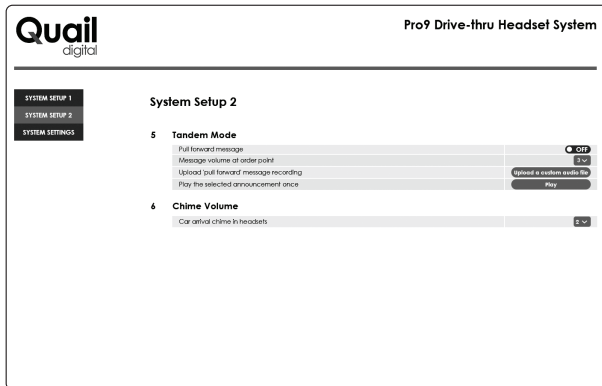 Quail
digital
Pro9 Drive-thru Headset System
SYSTEM SETUP 1
SYSTEM SETUP 2
SYSTEM SETTINGS
System Setup 2
5 Tandem Mode
Pull forward message OFF
Message volume at order point 3
Upload 'pull forward' message recording Upload a custom audio file
Play the selected announcement once Play
6 Chime Volume
Car arrival chime in headsets 2